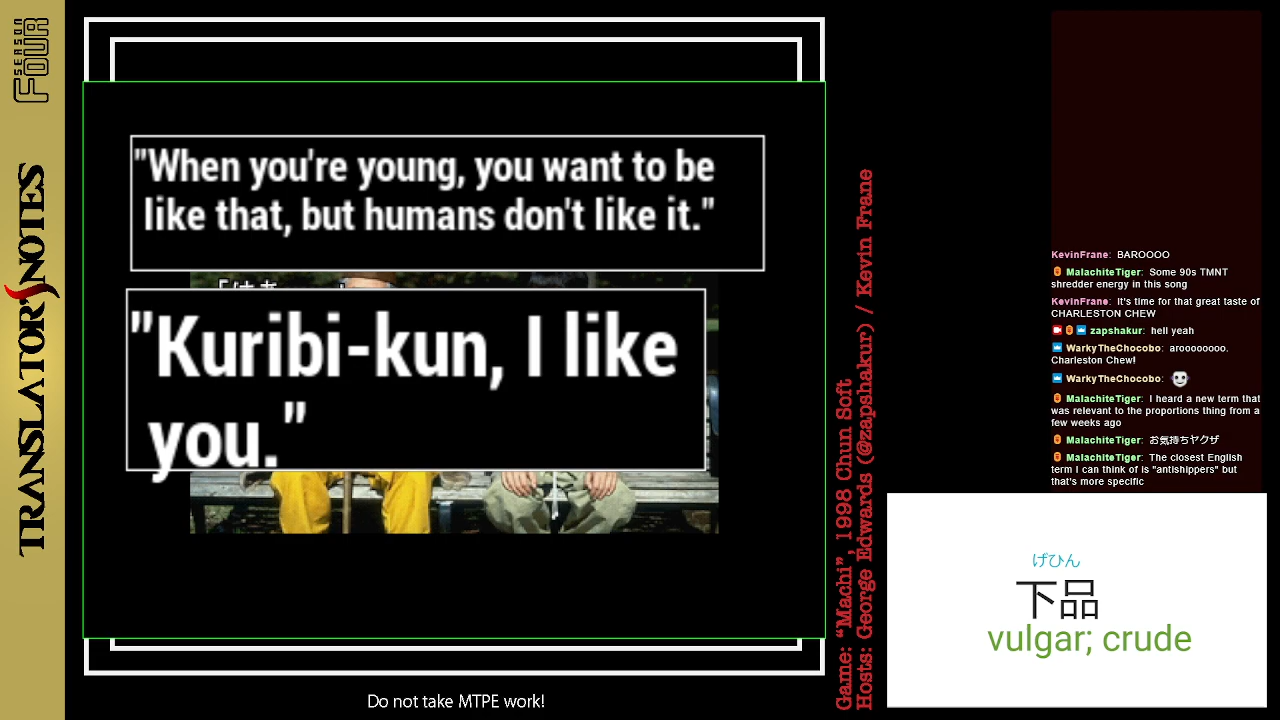 SEASON
FOUR
TRANSLATOR'S NOTES
"When you're young, you want to be
like that, but humans don't like it."
"Kuribi-kun, I like
you."
Game: "Machi", 1998 Chun Soft
Hosts: George Edwards (@zapshakur) / Kevin Frane
KevinFrane: BAROOOO
MalachiteTiger: Some 90s TMNT
shredder energy in this song
KevinFrane: It's time for that great taste of
CHARLESTON CHEW
zapshakur: hell yeah
WarkyTheChocobo: aroooooooo.
Charleston Chew!
WarkyTheChocobo:
MalachiteTiger: I heard a new term that
was relevant to the proportions thing from a
few weeks ago
MalachiteTiger: お気持ちヤクザ
MalachiteTiger: The closest English
term I can think of is "antishippers" but
that's more specific
げひん
下品
vulgar; crude
Do not take MTPE work!